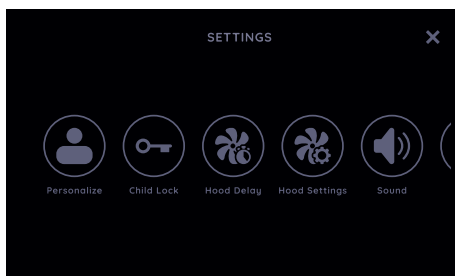 SETTINGS
Personalize
Child Lock
Hood Delay
Hood Settings
Sound